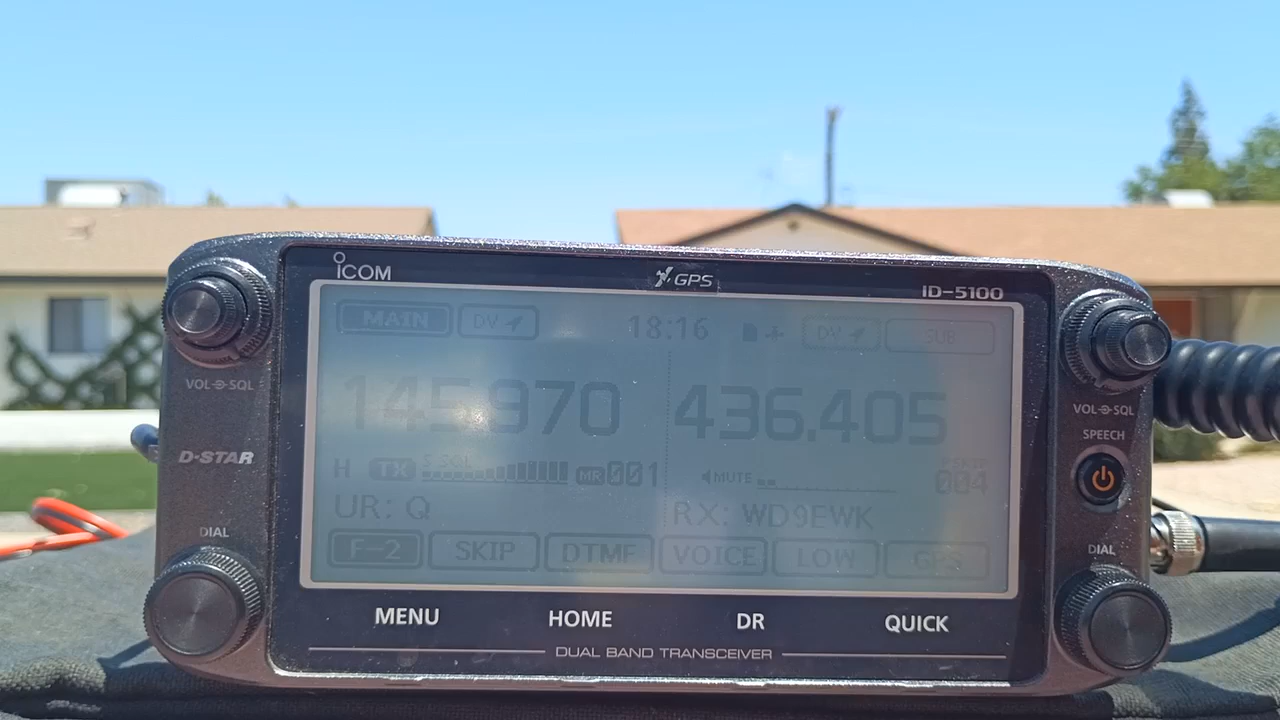 ICOM GPS ID-5100
MAIN DV 18:16 DV SUB
VOL SQL
145.970 436.405
VOL SQL
SPEECH
D-STAR
H TX S SQL MR 001 MUTE 004
UR: Q RX: WD9EWK
DIAL
F-2 SKIP DTMF VOICE LOW GPS
DIAL
MENU HOME DR QUICK
DUAL BAND TRANSCEIVER